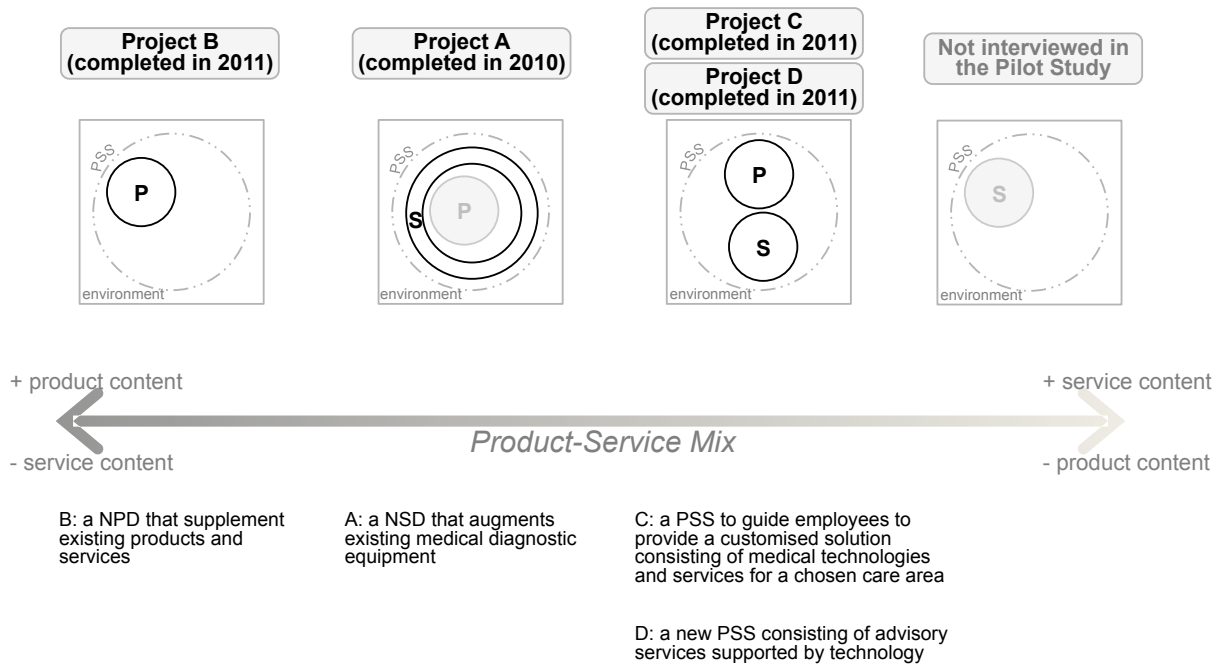 Project B
(completed in 2011)
Project A
(completed in 2010)
Project C
(completed in 2011)
Project D
(completed in 2011)
Not interviewed in
the Pilot Study
PSS
P
environment
PSS
S
P
environment
PSS
P
S
environment
PSS
S
environment
+ product content
+ service content
Product-Service Mix
- service content
- product content
B: a NPD that supplement
existing products and
services
A: a NSD that augments
existing medical diagnostic
equipment
C: a PSS to guide employees to
provide a customised solution
consisting of medical technologies
and services for a chosen care area
D: a new PSS consisting of advisory
services supported by technology